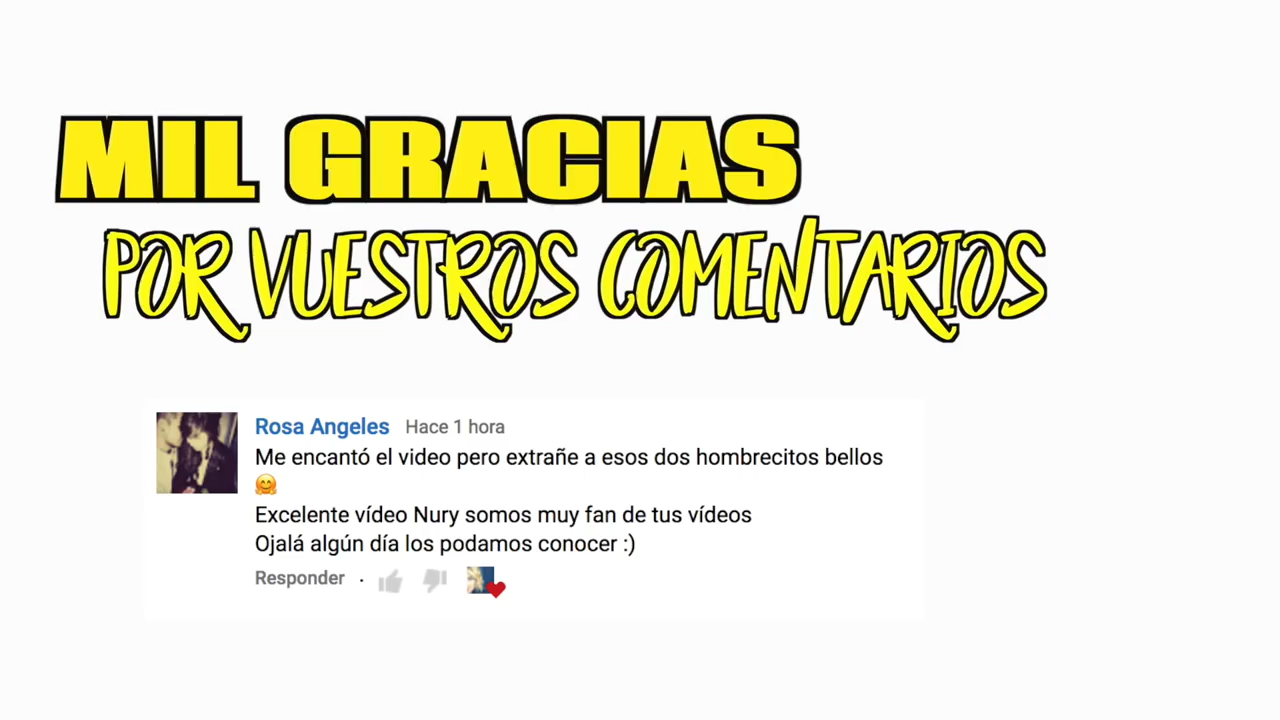 MIL GRACIAS
POR VUESTROS COMENTARIOS
Rosa Angeles Hace 1 hora
Me encantó el video pero extrañe a esos dos hombrecitos bellos
🤗
Excelente vídeo Nury somos muy fan de tus vídeos
Ojalá algún día los podamos conocer :)
Responder ·